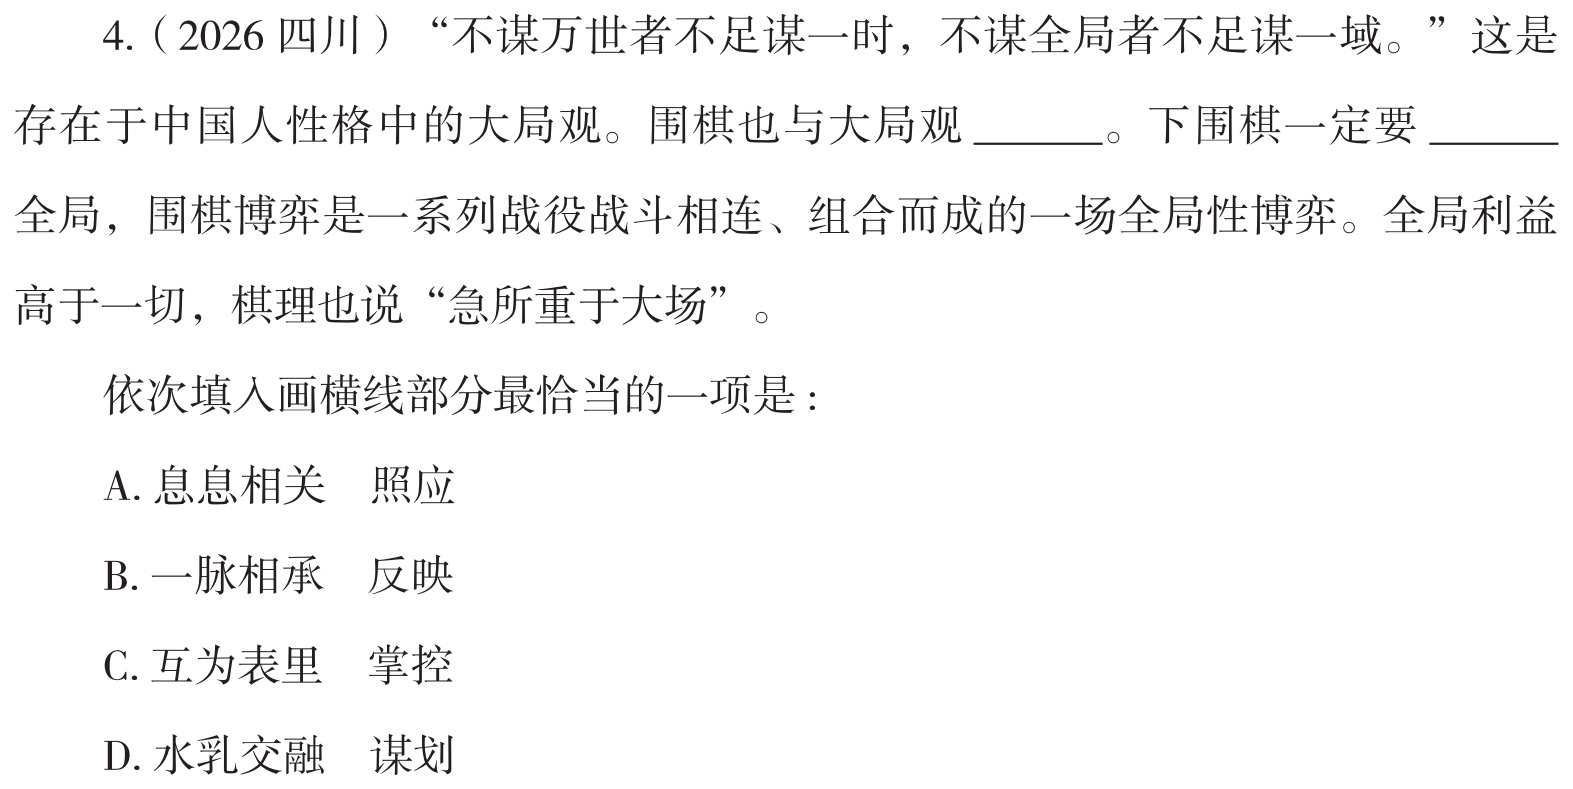 4.（2026 四川）“不谋万世者不足谋一时，不谋全局者不足谋一域。”这是
存在于中国人性格中的大局观。围棋也与大局观______。下围棋一定要______
全局，围棋博弈是一系列战役战斗相连、组合而成的一场全局性博弈。全局利益
高于一切，棋理也说“急所重于大场”。
依次填入画横线部分最恰当的一项是：
A. 息息相关　照应
B. 一脉相承　反映
C. 互为表里　掌控
D. 水乳交融　谋划